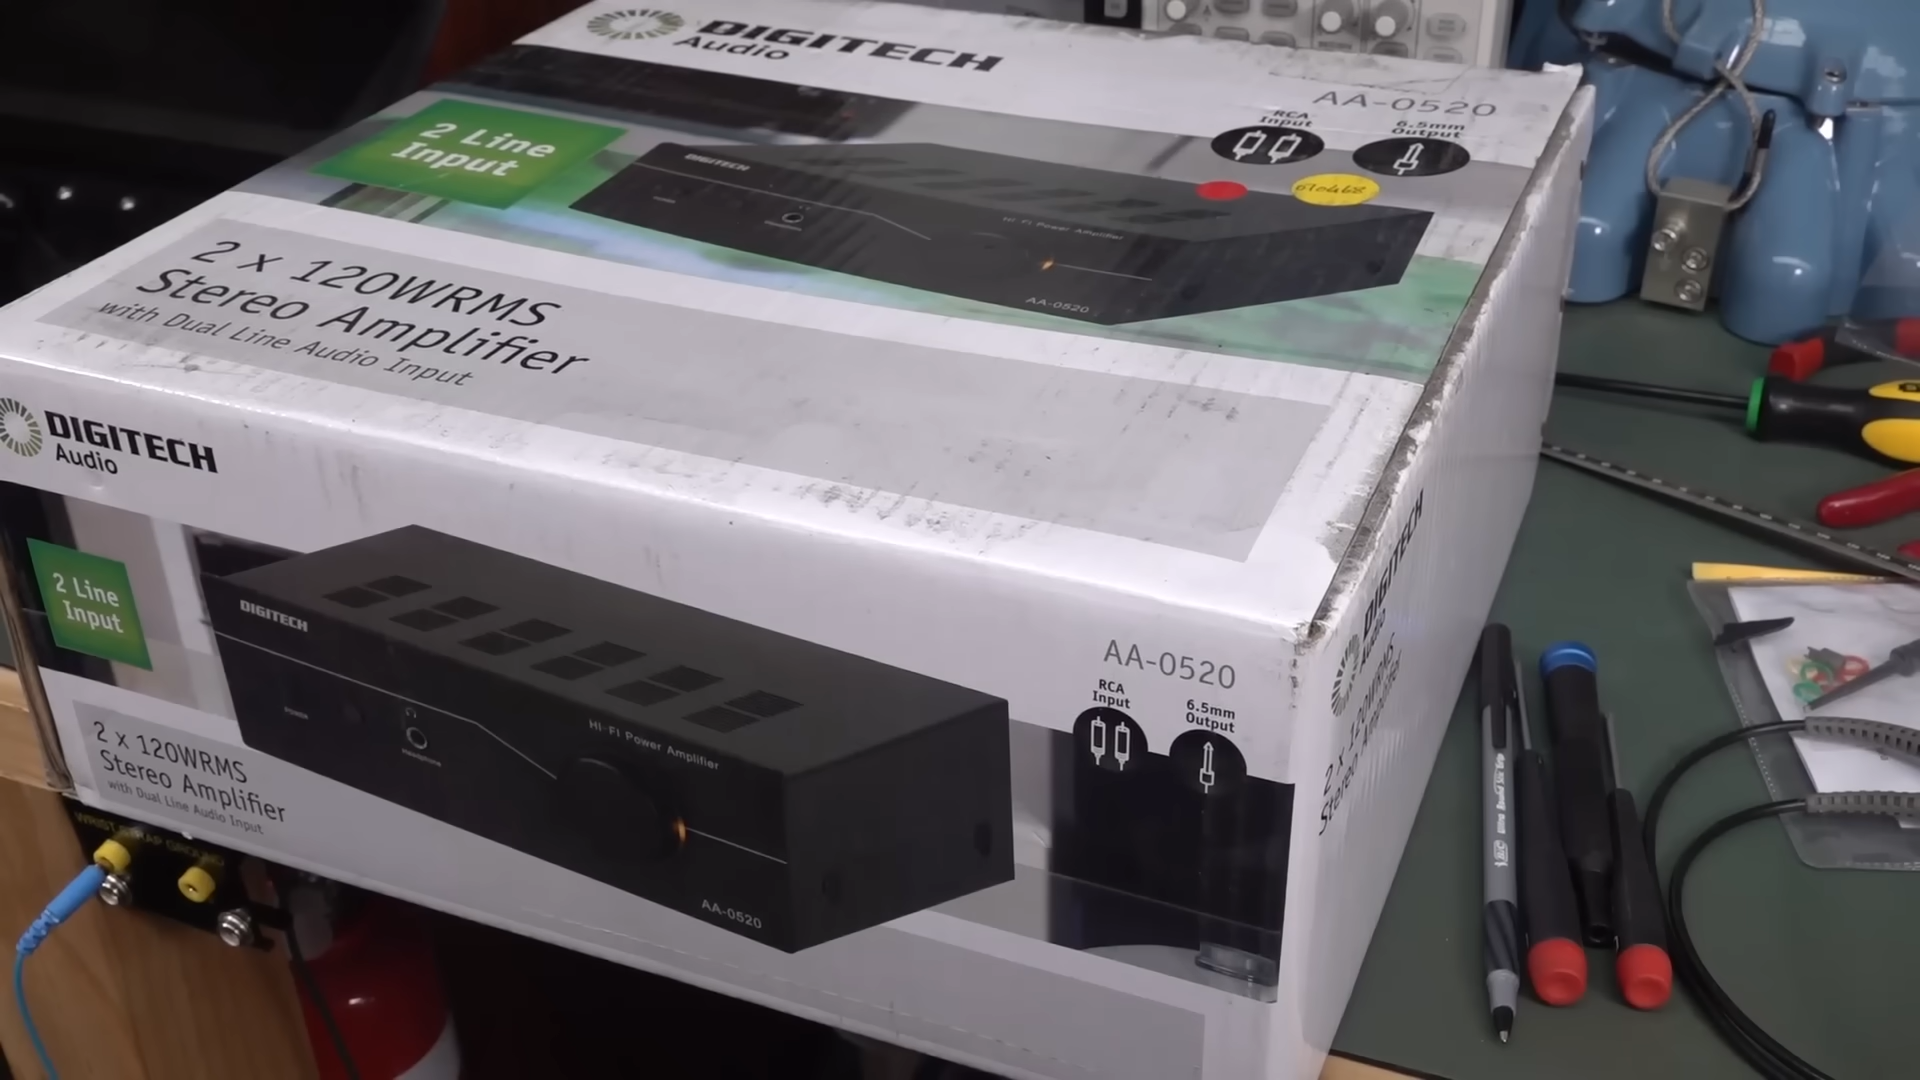 DIGITECH
Audio
AA-0520
RCA
Input
6.5mm
Output
2 Line
Input
DIGITECH
Hi-Fi Power Amplifier
AA-0520
2 x 120WRMS
Stereo Amplifier
with Dual Line Audio Input
DIGITECH
Audio
2 Line
Input
DIGITECH
POWER
Headphone
HI-FI Power Amplifier
AA-0520
AA-0520
RCA
Input
6.5mm
Output
2 x 120WRMS
Stereo Amplifier
with Dual Line Audio Input
DIGITECH
Audio
2 x 120WRMS
Stereo Amplifier
WRIST STRAP GROUND